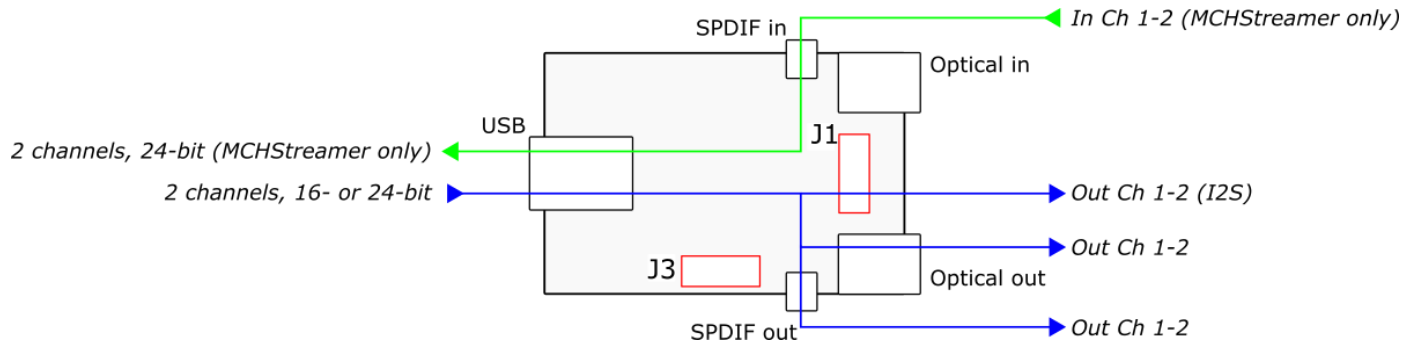 In Ch 1-2 (MCHStreamer only)
SPDIF in
Optical in
USB
J1
2 channels, 24-bit (MCHStreamer only)
2 channels, 16- or 24-bit
Out Ch 1-2 (I2S)
Out Ch 1-2
J3
Optical out
SPDIF out
Out Ch 1-2